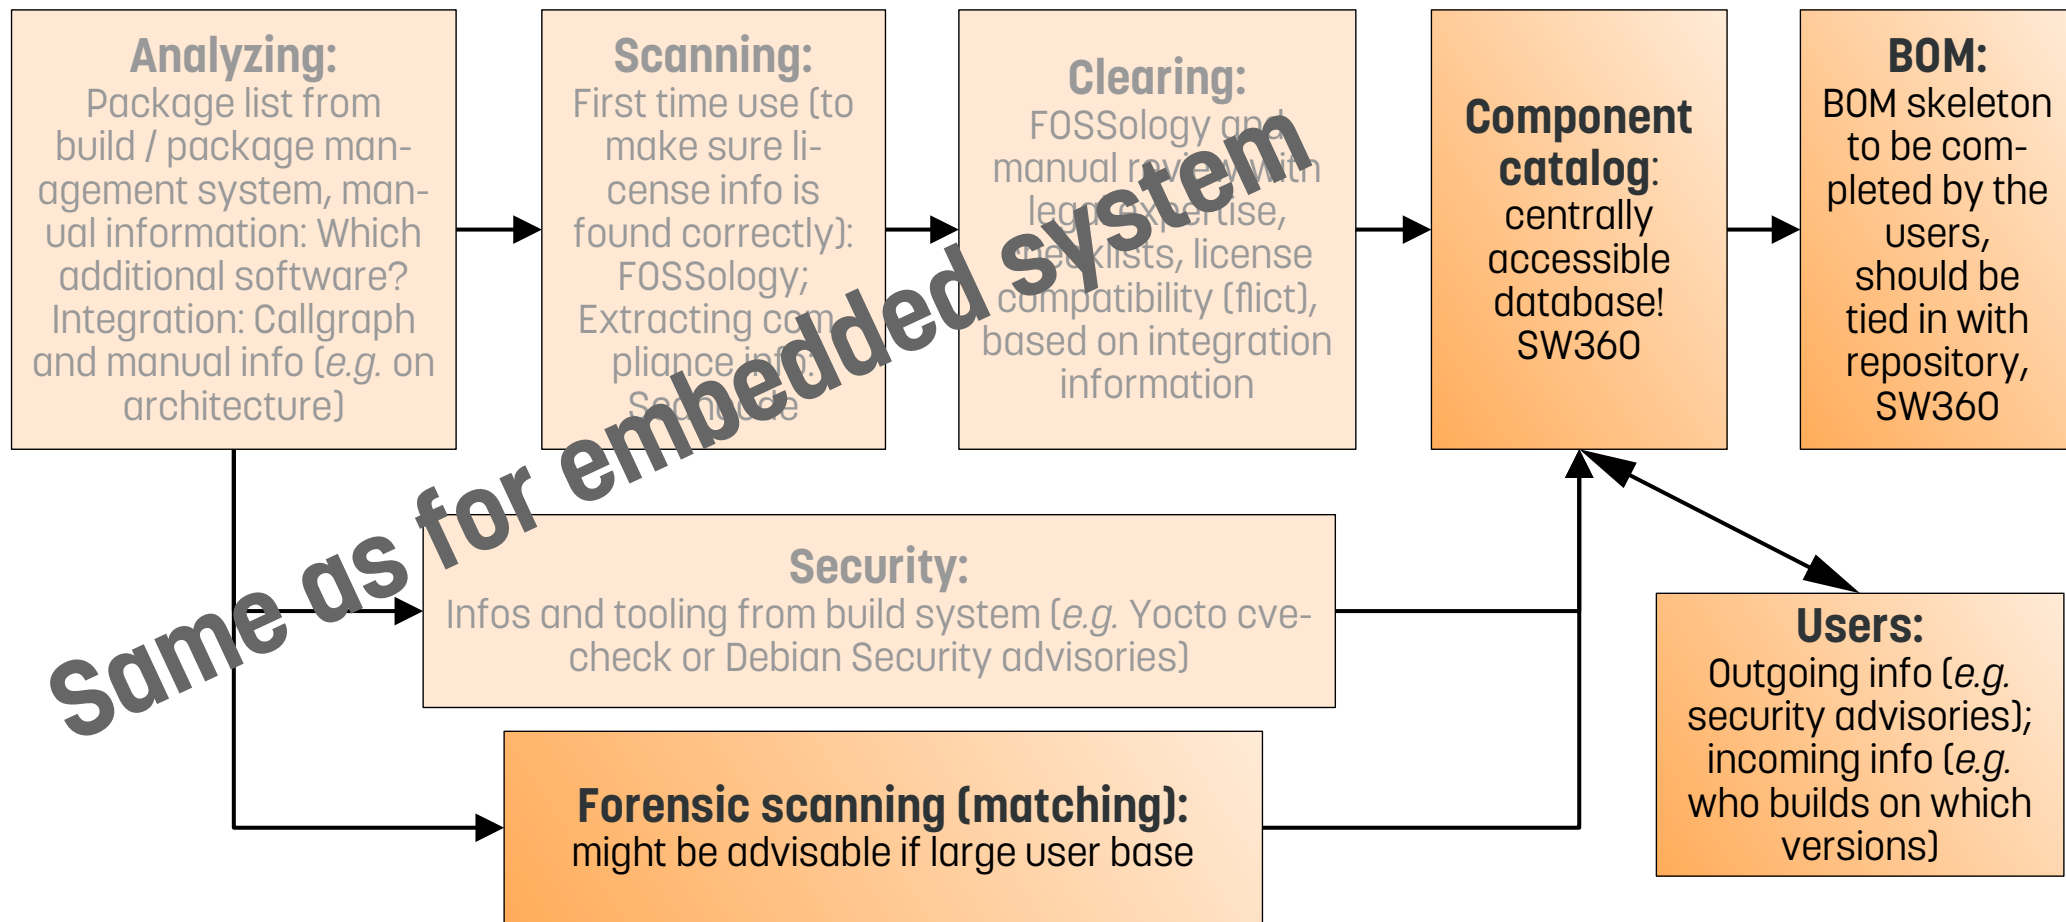 Analyzing:
Package list from
build / package man-
agement system, man-
ual information: Which
additional software?
Integration: Callgraph
and manual info (e.g. on
architecture)
Scanning:
First time use (to
make sure li-
cense info is
found correctly):
FOSSology;
Extracting com-
pliance info:
Scancode
Clearing:
FOSSology and
manual review with
legal expertise,
checklists, license
compatibility (flict),
based on integration
information
Component
catalog:
centrally
accessible
database!
SW360
BOM:
BOM skeleton
to be com-
pleted by the
users,
should be
tied in with
repository,
SW360
Same as for embedded system
Security:
Infos and tooling from build system (e.g. Yocto cve-
check or Debian Security advisories)
Users:
Outgoing info (e.g.
security advisories);
incoming info (e.g.
who builds on which
versions)
Forensic scanning (matching):
might be advisable if large user base